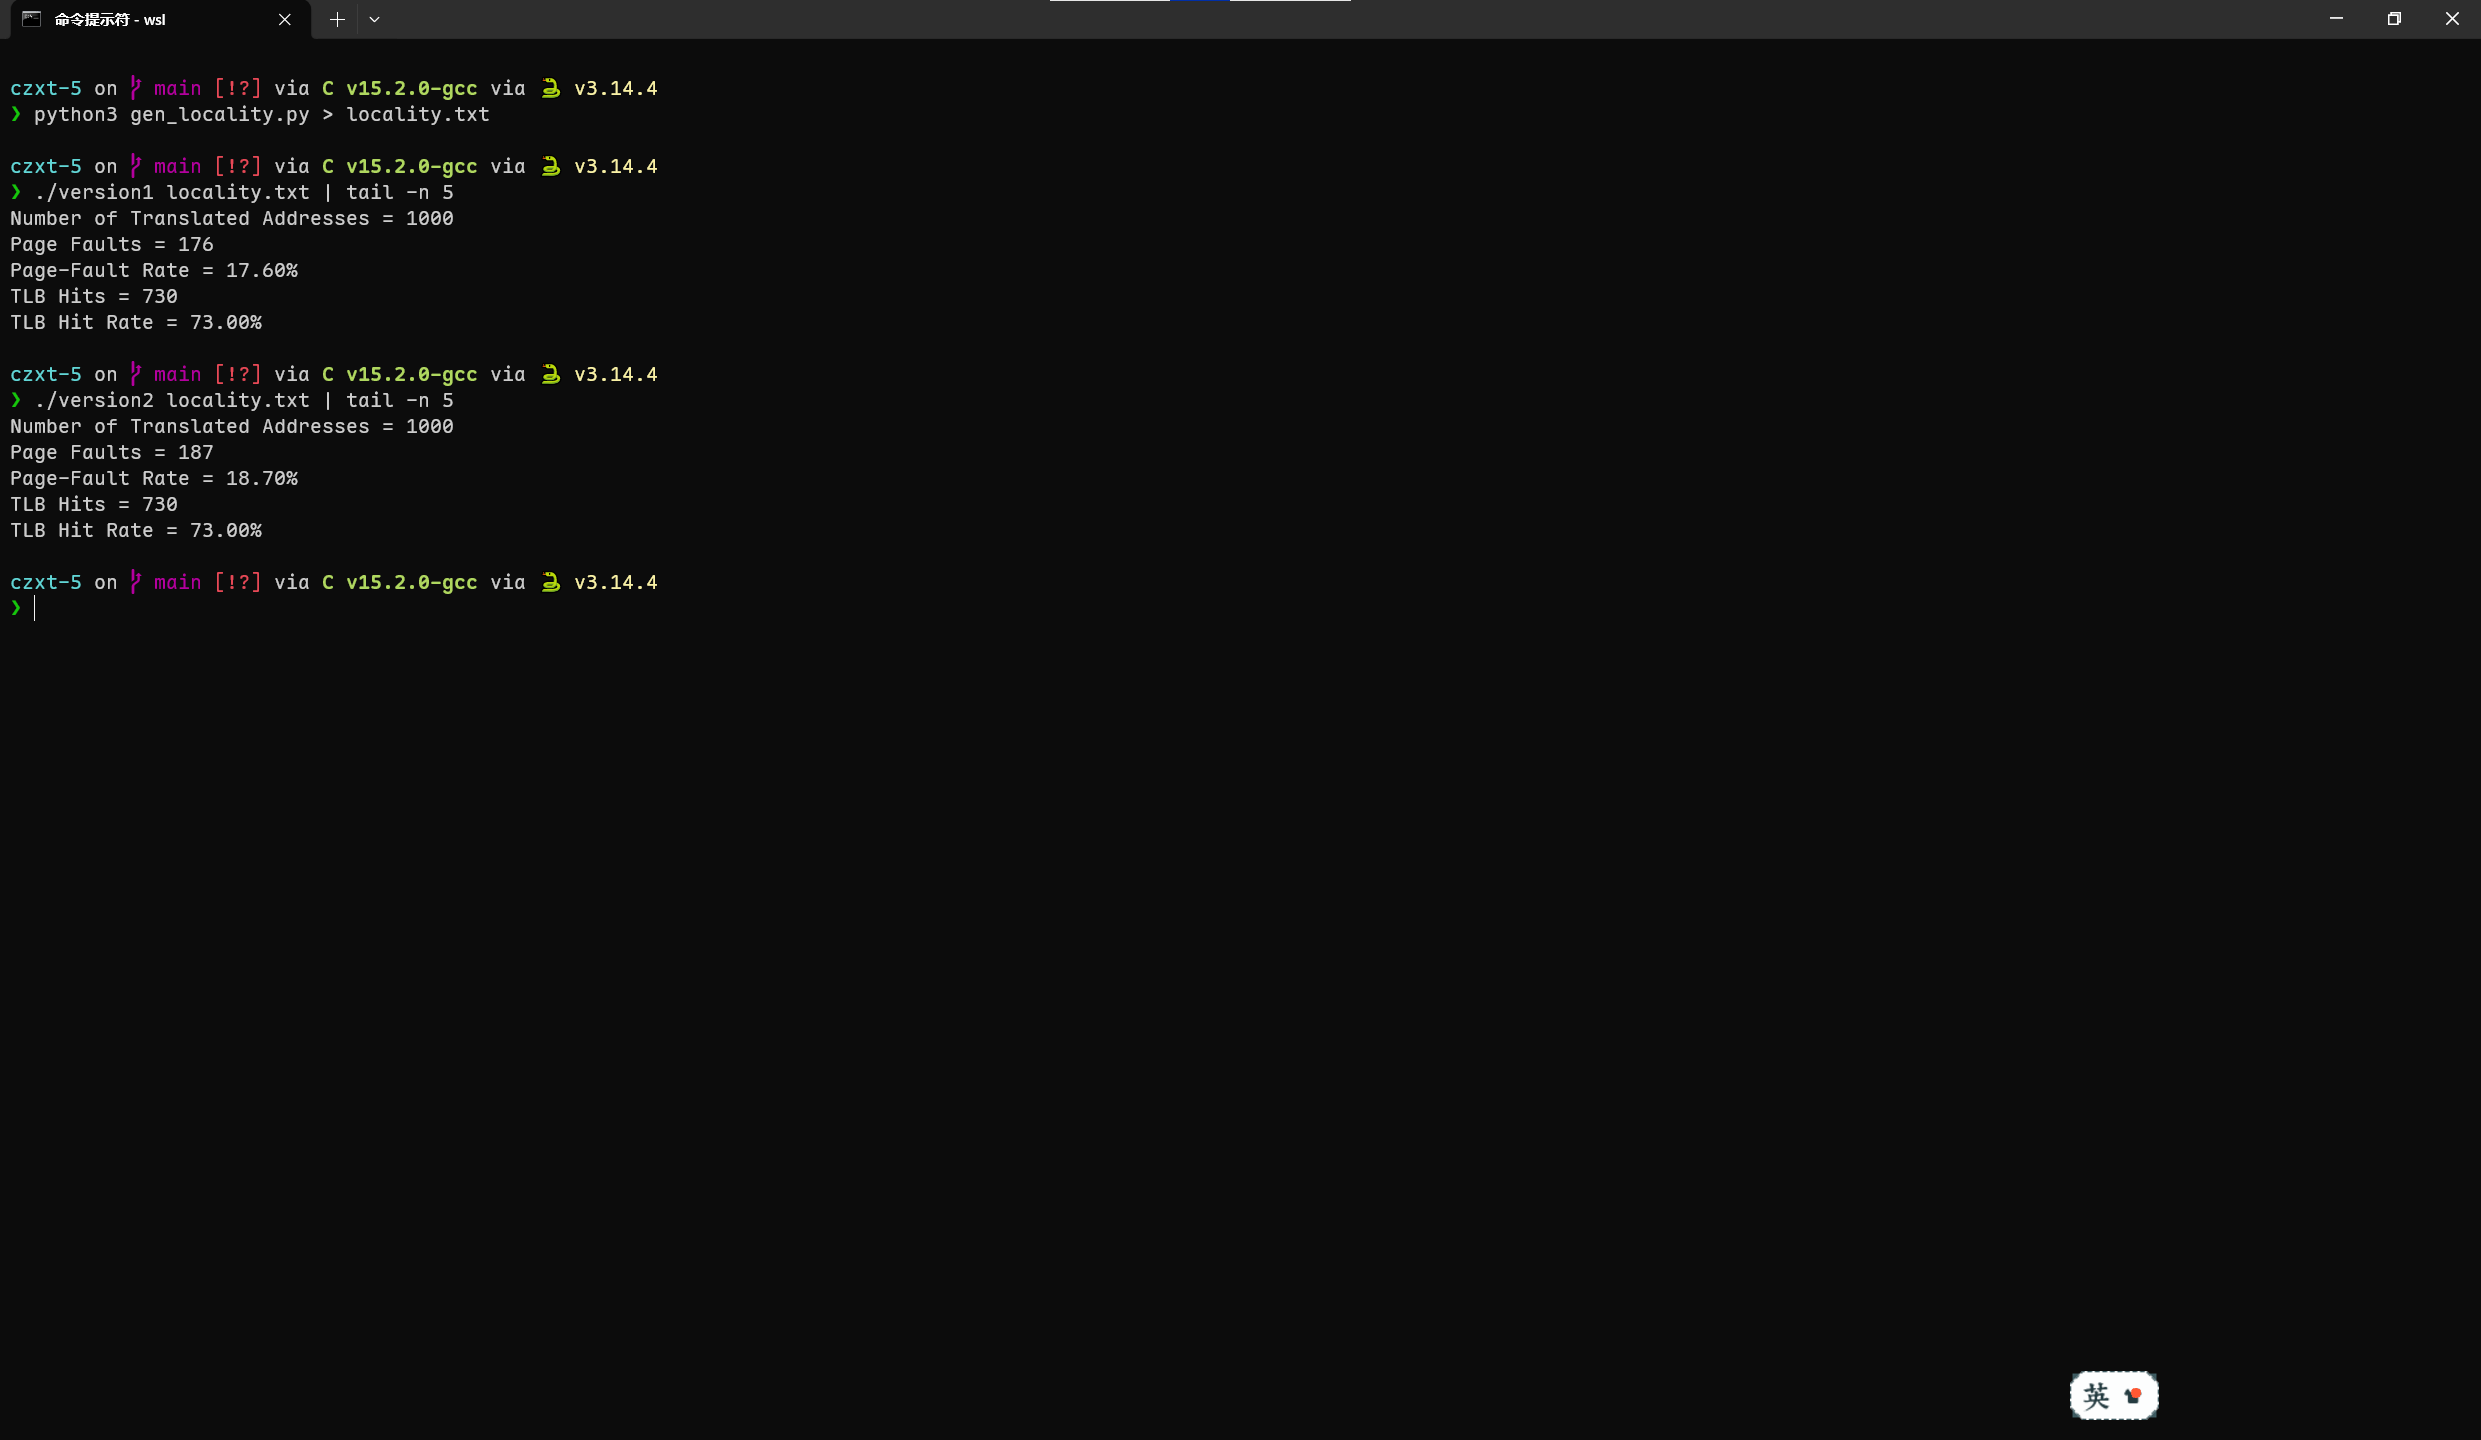 命令提示符 - wsl
czxt-5 on main [!?] via C v15.2.0-gcc via v3.14.4
❯ python3 gen_locality.py > locality.txt
czxt-5 on main [!?] via C v15.2.0-gcc via v3.14.4
❯ ./version1 locality.txt | tail -n 5
Number of Translated Addresses = 1000
Page Faults = 176
Page-Fault Rate = 17.60%
TLB Hits = 730
TLB Hit Rate = 73.00%
czxt-5 on main [!?] via C v15.2.0-gcc via v3.14.4
❯ ./version2 locality.txt | tail -n 5
Number of Translated Addresses = 1000
Page Faults = 187
Page-Fault Rate = 18.70%
TLB Hits = 730
TLB Hit Rate = 73.00%
czxt-5 on main [!?] via C v15.2.0-gcc via v3.14.4
❯
英